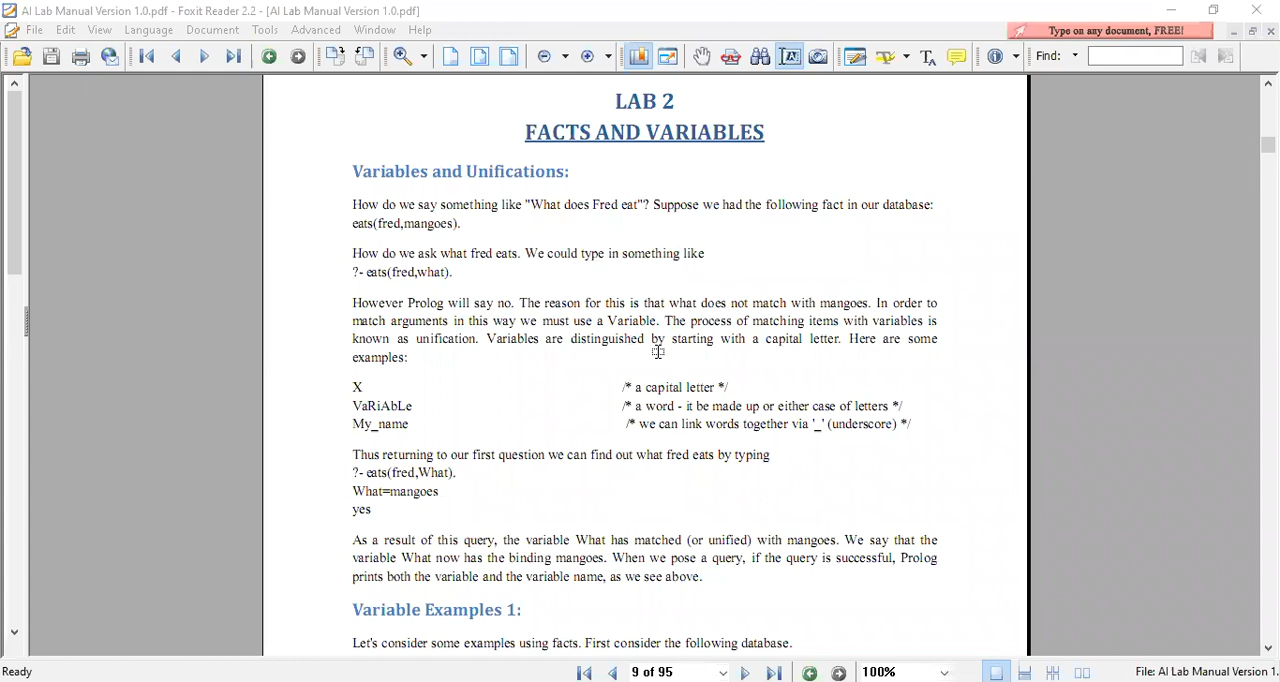 AI Lab Manual Version 1.0.pdf - Foxit Reader 2.2 - [AI Lab Manual Version 1.0.pdf]
File Edit View Language Document Tools Advanced Window Help
Type on any document, FREE!
Find:
LAB 2
FACTS AND VARIABLES
Variables and Unifications:
How do we say something like "What does Fred eat"? Suppose we had the following fact in our database:
eats(fred,mangoes).
How do we ask what fred eats. We could type in something like
?- eats(fred,what).
However Prolog will say no. The reason for this is that what does not match with mangoes. In order to
match arguments in this way we must use a Variable. The process of matching items with variables is
known as unification. Variables are distinguished by starting with a capital letter. Here are some
examples:
X /* a capital letter */
VaRiAbLe /* a word - it be made up or either case of letters */
My_name /* we can link words together via '_' (underscore) */
Thus returning to our first question we can find out what fred eats by typing
?- eats(fred,What).
What=mangoes
yes
As a result of this query, the variable What has matched (or unified) with mangoes. We say that the
variable What now has the binding mangoes. When we pose a query, if the query is successful, Prolog
prints both the variable and the variable name, as we see above.
Variable Examples 1:
Let's consider some examples using facts. First consider the following database.
Ready 9 of 95 100% File: AI Lab Manual Version 1.